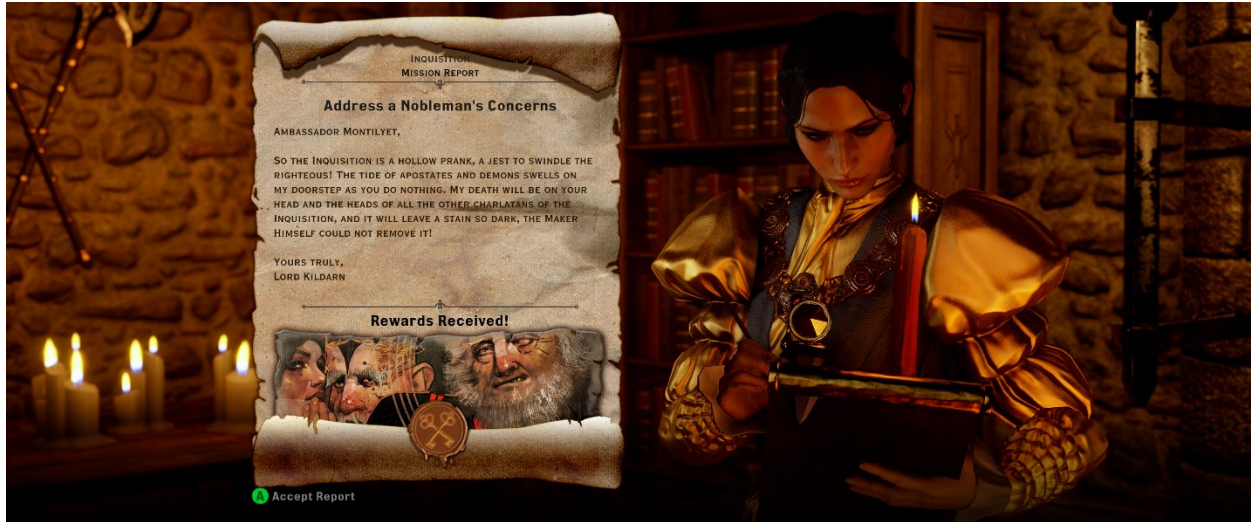 INQUISITION
MISSION REPORT
Address a Nobleman's Concerns
AMBASSADOR MONTILYET,
SO THE INQUISITION IS A HOLLOW PRANK, A JEST TO SWINDLE THE
RIGHTEOUS! THE TIDE OF APOSTATES AND DEMONS SWELLS ON
MY DOORSTEP AS YOU DO NOTHING. MY DEATH WILL BE ON YOUR
HEAD AND THE HEADS OF ALL THE OTHER CHARLATANS OF THE
INQUISITION, AND IT WILL LEAVE A STAIN SO DARK, THE MAKER
HIMSELF COULD NOT REMOVE IT!
YOURS TRULY,
LORD KILDARN
Rewards Received!
A Accept Report